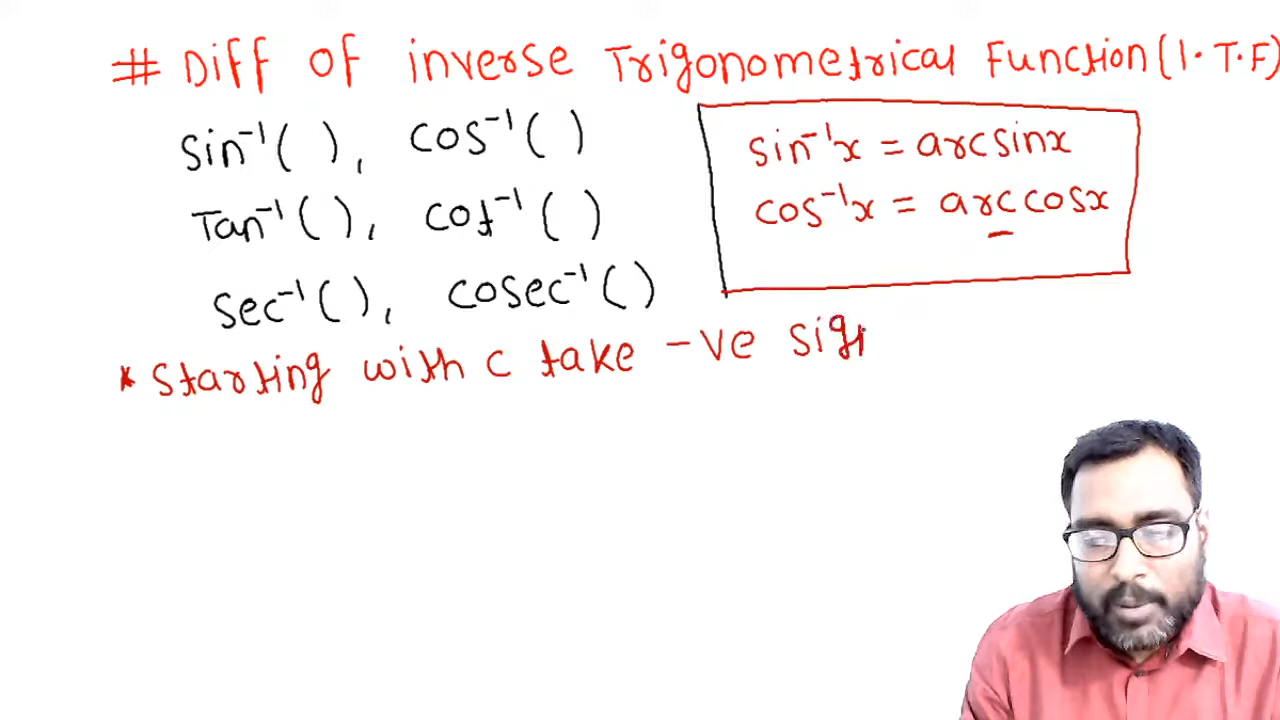 # Diff of inverse Trigonometrical Function(I.T.F)
sin⁻¹( ), cos⁻¹( )
Tan⁻¹( ), cot⁻¹( )
sec⁻¹( ), cosec⁻¹( )
sin⁻¹x = arcsinx
cos⁻¹x = arccosx
* Starting with c take -ve sign